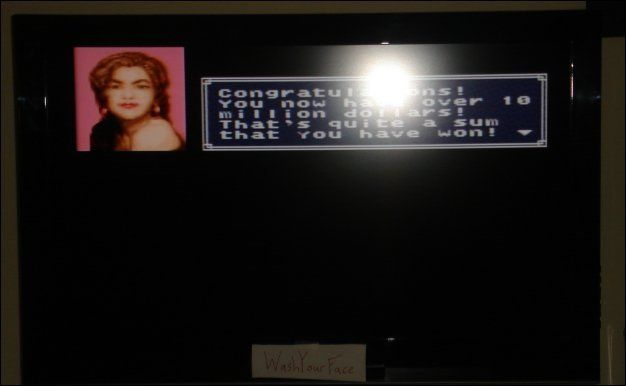 Congratulations!
You now have over 10
million dollars!
That's quite a sum
that you have won!
WashYourFace